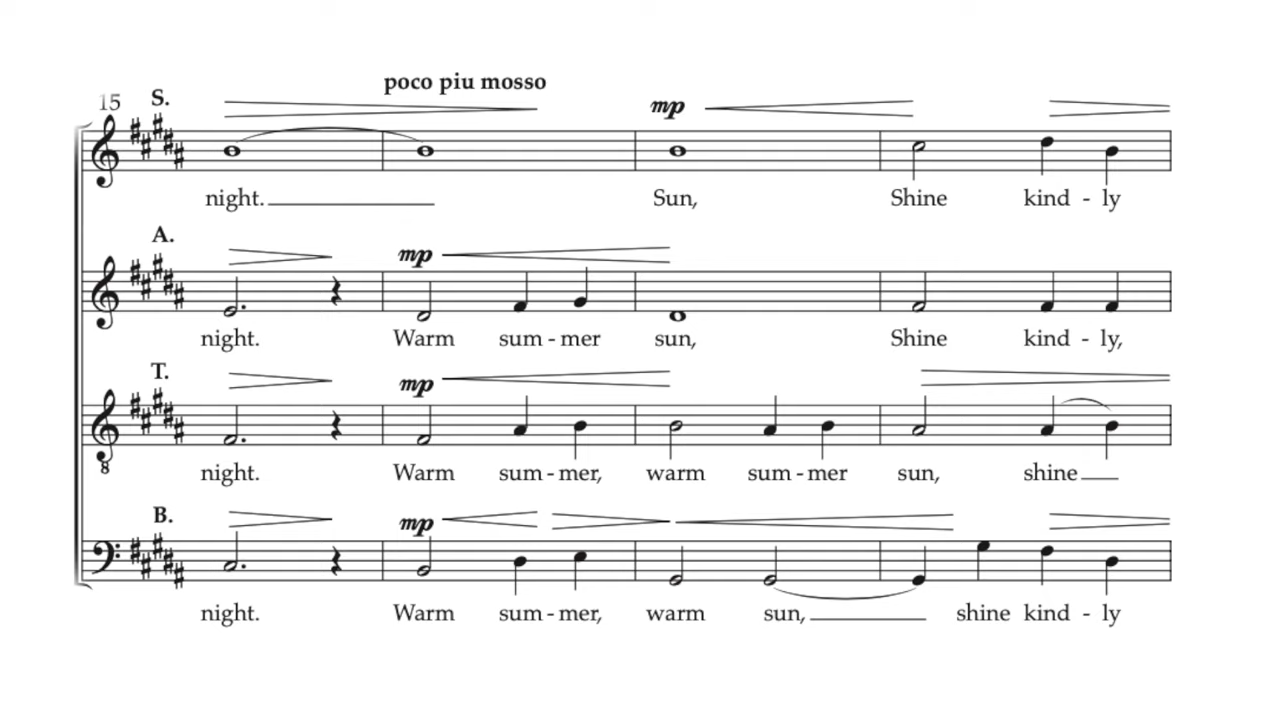 poco piu mosso
15 S. mp
night. Sun, Shine kind - ly
A. mp
night. Warm sum - mer sun, Shine kind - ly,
T. mp
8
night. Warm sum - mer, warm sum - mer sun, shine
B. mp
night. Warm sum - mer, warm sun, shine kind - ly